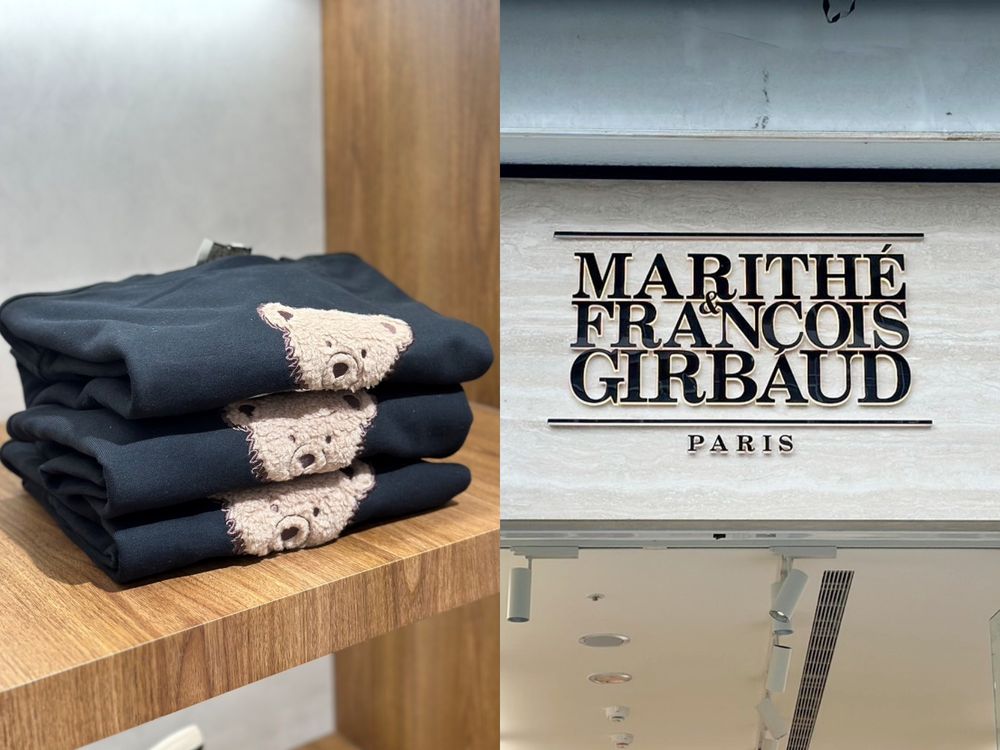 MARITHÉ
&
FRANÇOIS
GIRBAUD
PARIS